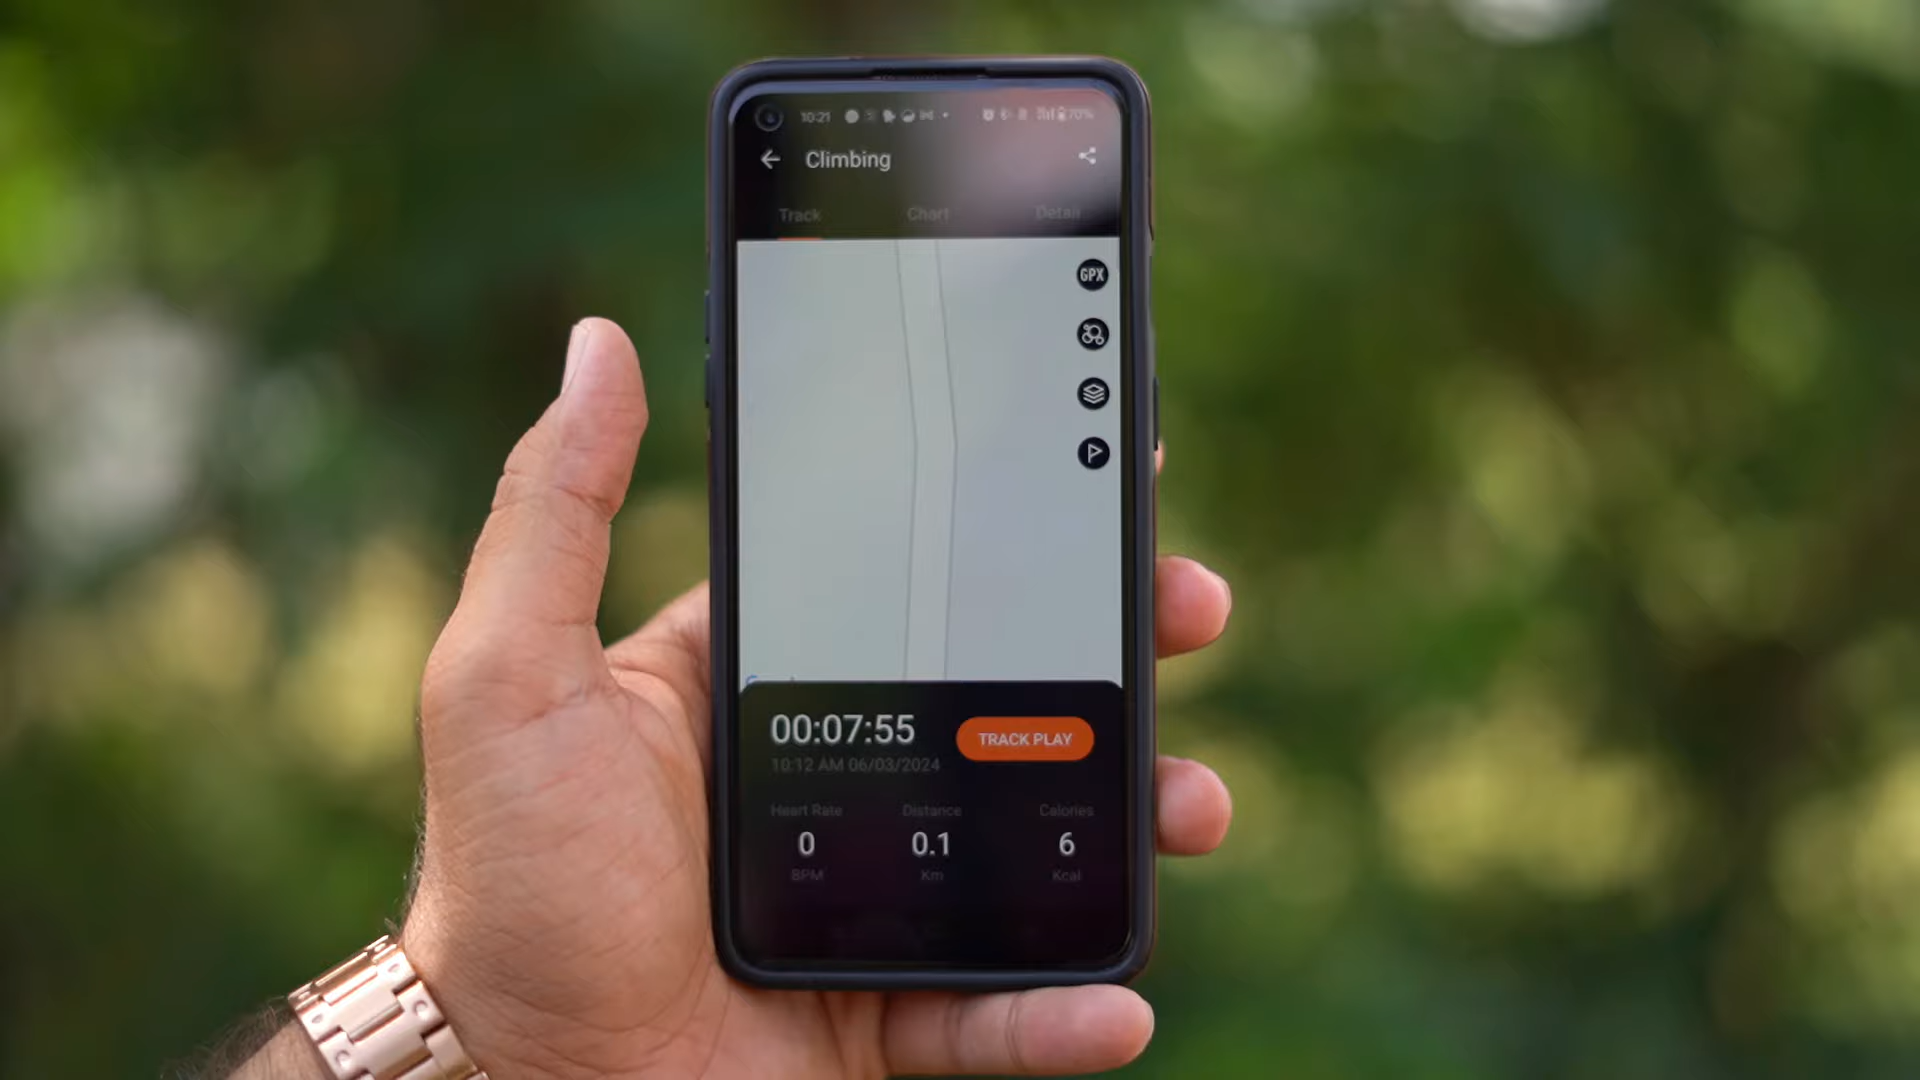 10:21 70%
Climbing
Track Chart Detail
GPX
00:07:55
TRACK PLAY
10:12 AM 06/03/2024
Heart Rate Distance Calories
0 0.1 6
BPM Km Kcal